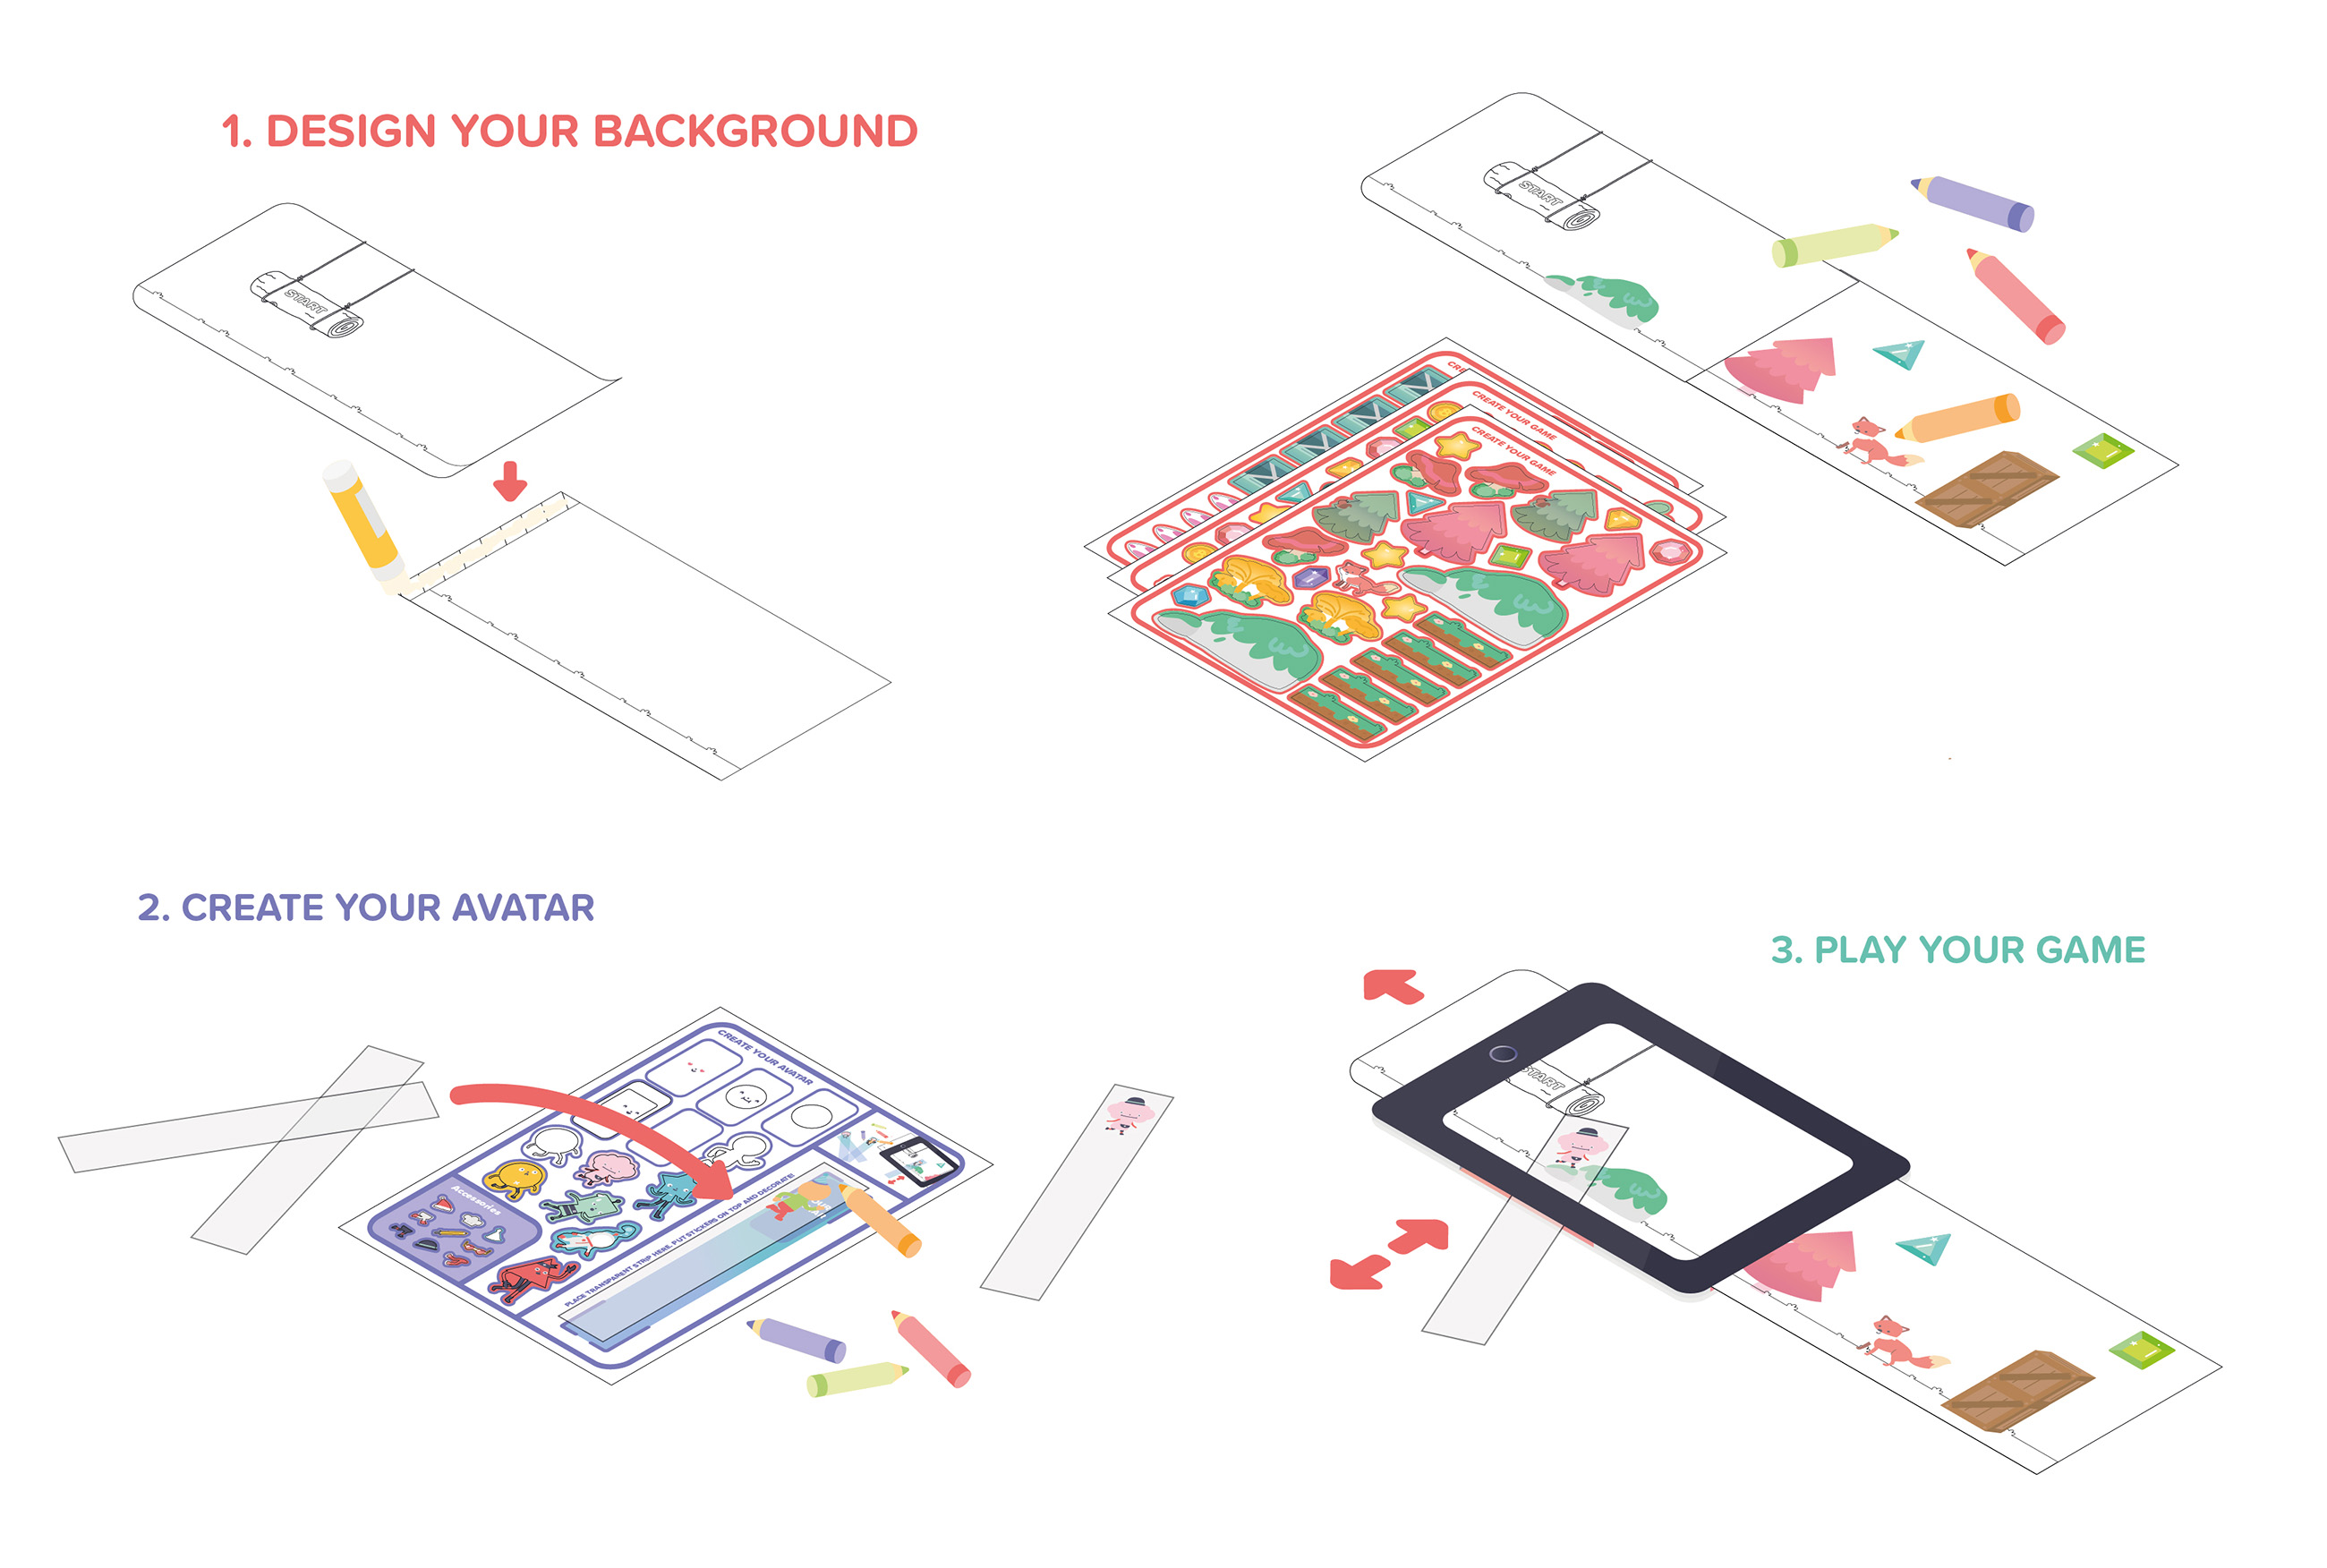 1. DESIGN YOUR BACKGROUND
START
START
CRE
CREATE YOUR GAME
CREATE YOUR GAME
2. CREATE YOUR AVATAR
CREATE YOUR AVATAR
Accessories
PLACE TRANSPARENT STRIP HERE, PUT STICKERS ON TOP AND DECORATE!
3. PLAY YOUR GAME
START